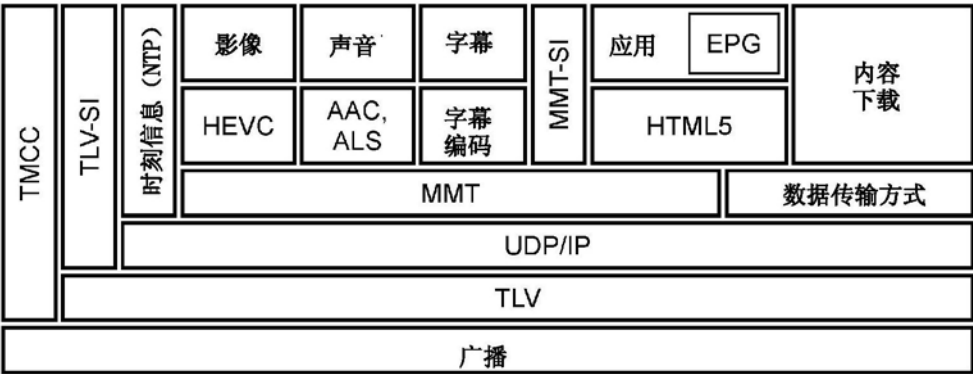 TMCC
TLV-SI
时刻信息（NTP）
影像
声音
字幕
MMT-SI
应用
EPG
内容
下载
HEVC
AAC,
ALS
字幕
编码
HTML5
MMT
数据传输方式
UDP/IP
TLV
广播